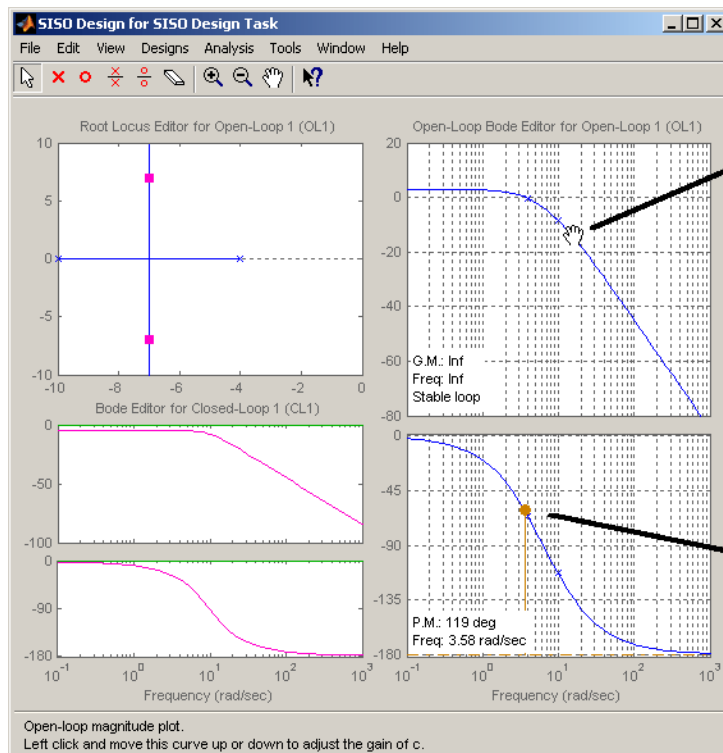 SISO Design for SISO Design Task
File Edit View Designs Analysis Tools Window Help
Root Locus Editor for Open-Loop 1 (OL1)
10
5
0
-5
-10
-10 -8 -6 -4 -2 0
Bode Editor for Closed-Loop 1 (CL1)
0
-50
-100
0
-90
-180
10^-1 10^0 10^1 10^2 10^3
Frequency (rad/sec)
Open-Loop Bode Editor for Open-Loop 1 (OL1)
20
0
-20
-40
-60
-80
G.M.: Inf
Freq: Inf
Stable loop
0
-45
-90
-135
-180
P.M.: 119 deg
Freq: 3.58 rad/sec
10^-1 10^0 10^1 10^2 10^3
Frequency (rad/sec)
Open-loop magnitude plot.
Left click and move this curve up or down to adjust the gain of c.